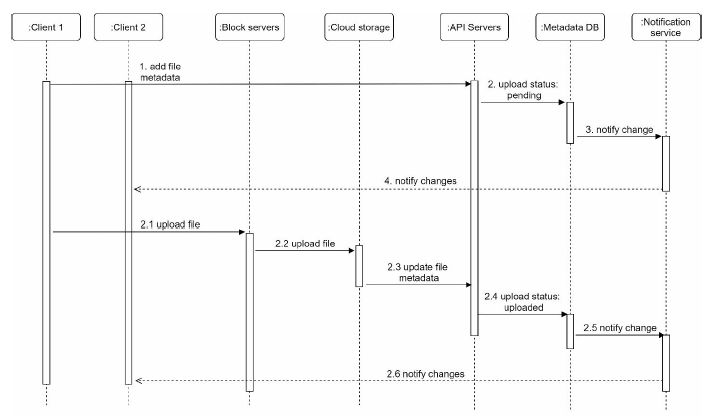 :Client 1
:Client 2
:Block servers
:Cloud storage
:API Servers
:Metadata DB
:Notification
service
1. add file
metadata
2. upload status:
pending
3. notify change
4. notify changes
2.1 upload file
2.2 upload file
2.3 update file
metadata
2.4 upload status:
uploaded
2.5 notify change
2.6 notify changes